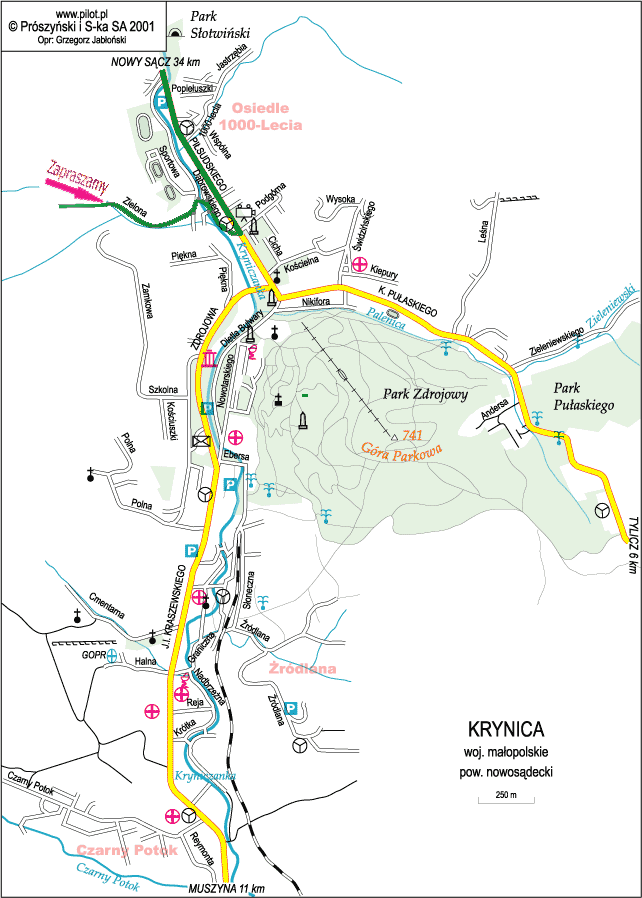 www.pilot.pl
© Prószyński i S-ka SA 2001
Opr: Grzegorz Jabłoński
Park
Słotwiński
NOWY SĄCZ 34 km
Jastrzębia
Popiełuszki
P
Osiedle
1000-Lecia
1000-lecia
Wspólna
PIŁSUDSKIEGO
Sportowa
Dąbrowskiego
Zapraszamy
Zielona
Podgórna
Cicha
Wysoka
Świdzińskiego
Leśna
Kryniczanka
Piękna
Piękna
Kościelna
Kiepury
Zamkowa
Nikifora
K. PUŁASKIEGO
Palenica
Zieleniewski
Zieleniewskiego
ZDROJOWA
Dietla Bulwary
Nowotarskiego
Szkolna
Kościuszki
P
Park Zdrojowy
Park
Pułaskiego
Andersa
741
Góra Parkowa
Polna
Ebersa
P
Polna
TYLICZ 6 km
P
J.I. KRASZEWSKIEGO
Słoneczna
Cmentarna
Graniczna
Źródlana
GOPR
Halna
Źródlana
Nadbrzeżna
Reja
Źródlana
P
Krótka
KRYNICA
woj. małopolskie
pow. nowosądecki
250 m
Kryniczanka
Czarny Potok
Reymonta
Czarny Potok
Czarny Potok
MUSZYNA 11 km